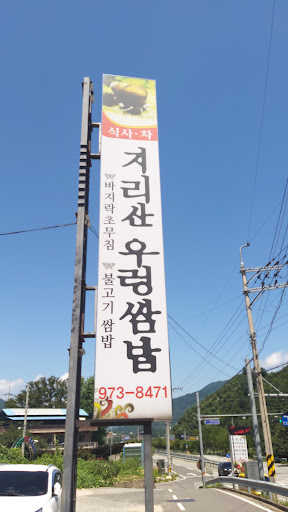 식사·차
지리산 우렁쌈밥
바지락 초무침
불고기 쌈밥
973-8471